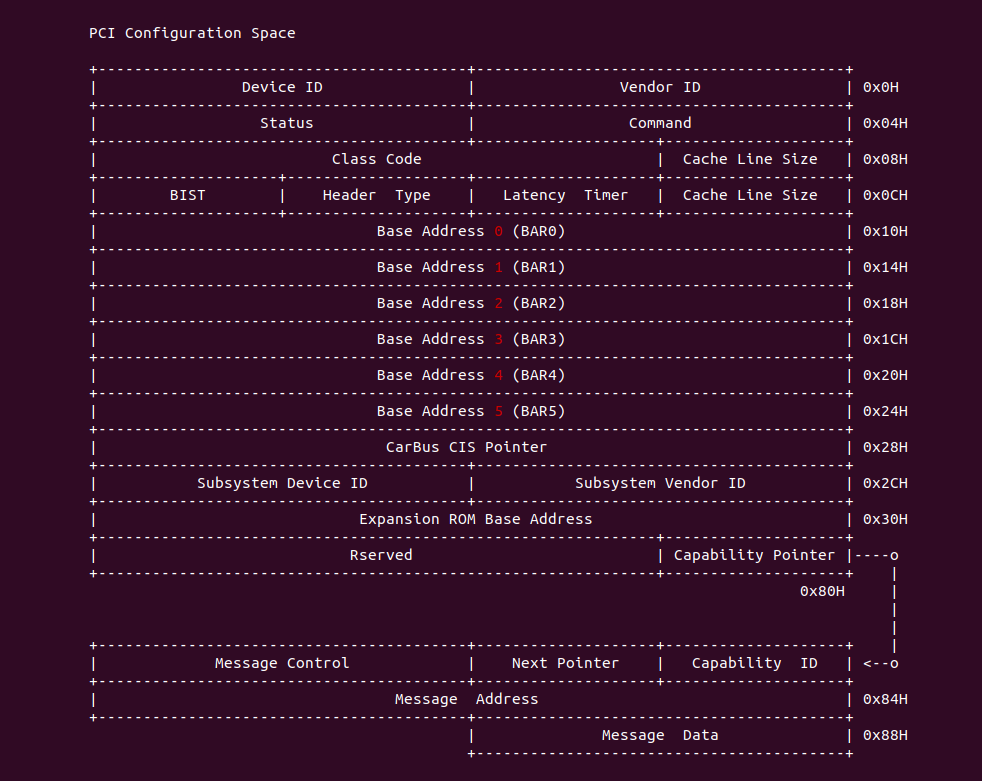 PCI Configuration Space
Device ID | Vendor ID | 0x0H
Status | Command | 0x04H
Class Code | Cache Line Size | 0x08H
BIST | Header Type | Latency Timer | Cache Line Size | 0x0CH
Base Address 0 (BAR0) | 0x10H
Base Address 1 (BAR1) | 0x14H
Base Address 2 (BAR2) | 0x18H
Base Address 3 (BAR3) | 0x1CH
Base Address 4 (BAR4) | 0x20H
Base Address 5 (BAR5) | 0x24H
CarBus CIS Pointer | 0x28H
Subsystem Device ID | Subsystem Vendor ID | 0x2CH
Expansion ROM Base Address | 0x30H
Rserved | Capability Pointer |----o
0x80H
Message Control | Next Pointer | Capability ID | <--o
Message Address | 0x84H
Message Data | 0x88H